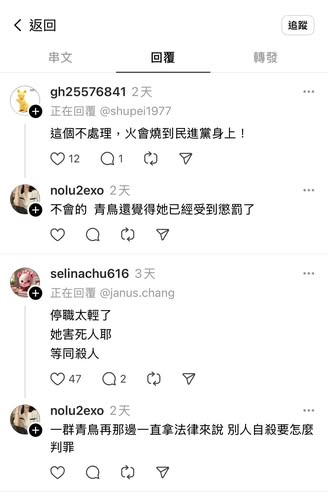 返回
追蹤
串文 回覆 轉發
gh25576841 2天
正在回覆 @shupei1977
這個不處理，火會燒到民進黨身上！
12 1
nolu2exo 2天
不會的 青鳥還覺得她已經受到懲罰了
selinachu616 3天
正在回覆 @janus.chang
停職太輕了
她害死人耶
等同殺人
47 2
nolu2exo 2天
一群青鳥再那邊一直拿法律來說 別人自殺要怎麼
判罪